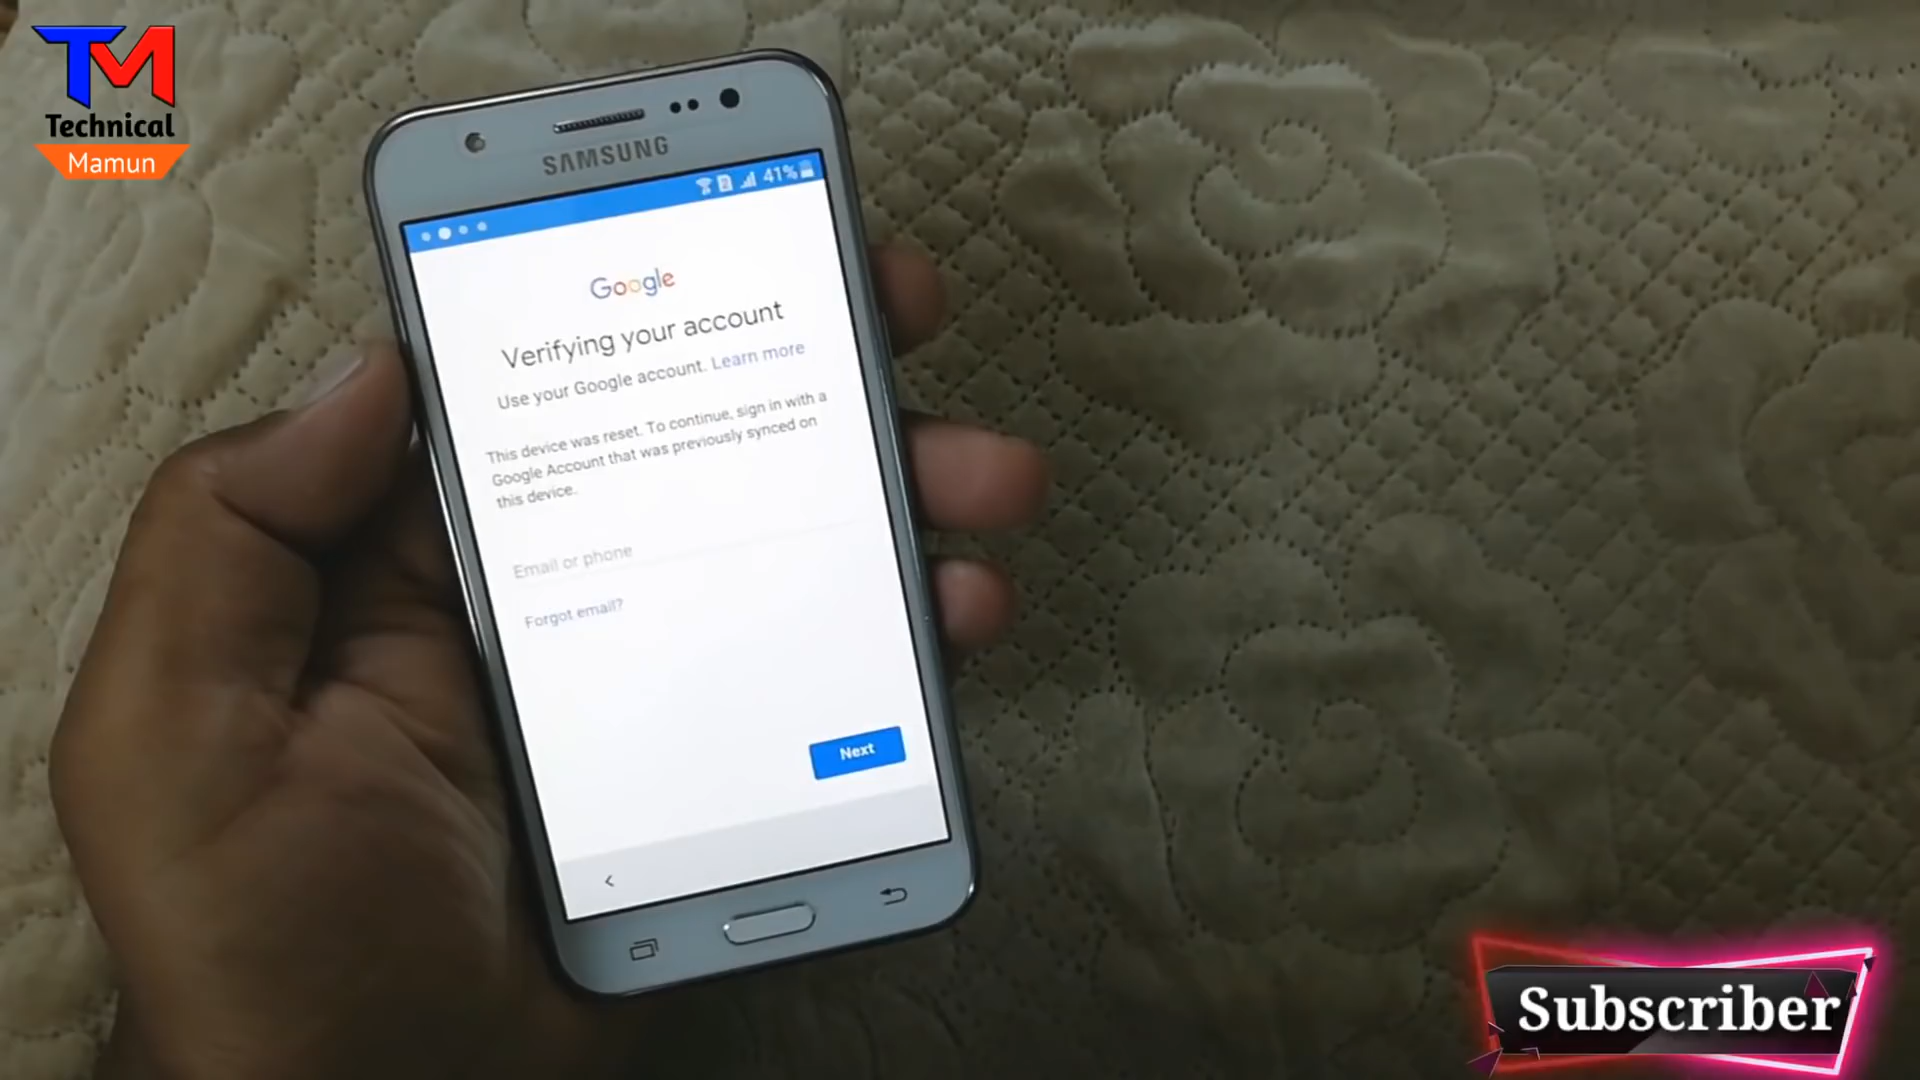 TM
Technical
Mamun
SAMSUNG
41%
Google
Verifying your account
Use your Google account. Learn more
This device was reset. To continue, sign in with a
Google Account that was previously synced on
this device.
Email or phone
Forgot email?
Next
Subscriber